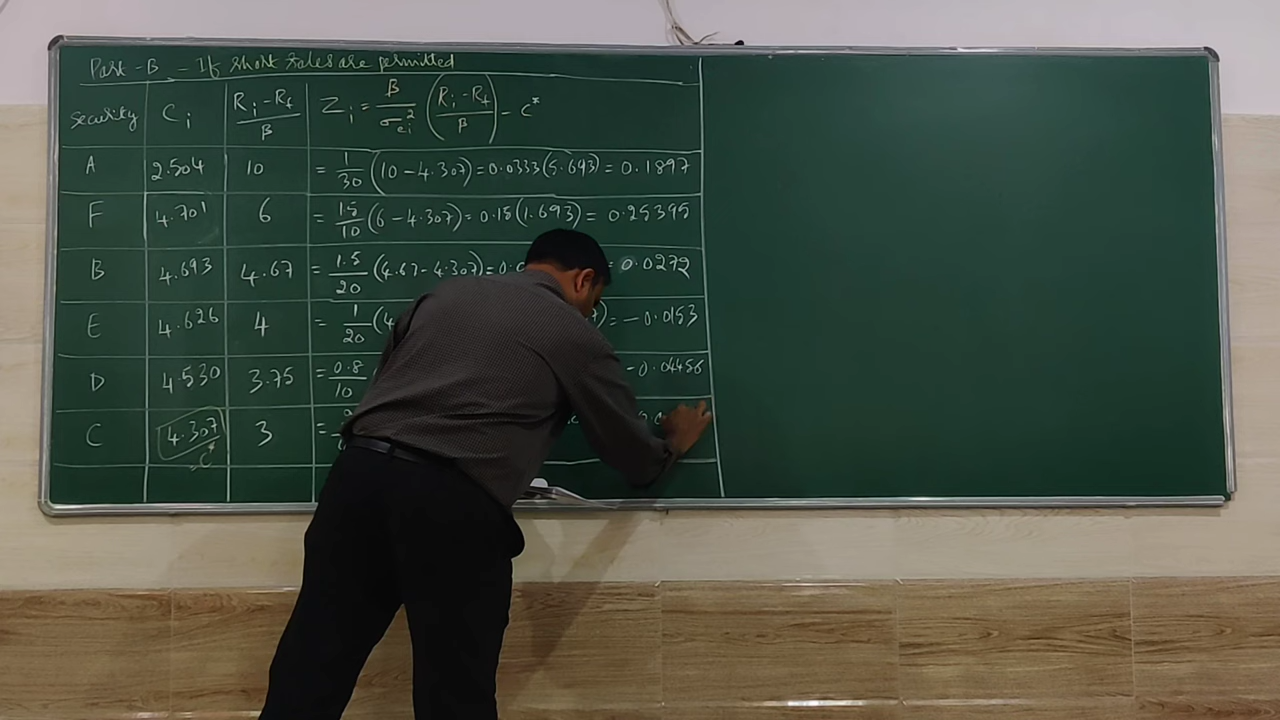 Part-B - If short sales are permitted
Security Cᵢ (Rᵢ-R_f)/β Zᵢ = β/σ²ₑᵢ ((Rᵢ-R_f)/β) - C*
A 2.504 10 = 1/30 (10-4.307) = 0.0333(5.693) = 0.1897
F 4.701 6 = 1.5/10 (6-4.307) = 0.15(1.693) = 0.25395
B 4.693 4.67 = 1.5/20 (4.67-4.307) = = 0.0272
E 4.626 4 = 1/20 ( ) = -0.0153
D 4.530 3.75 = 0.8/10 -0.04456
C 4.307 3 =
= C*